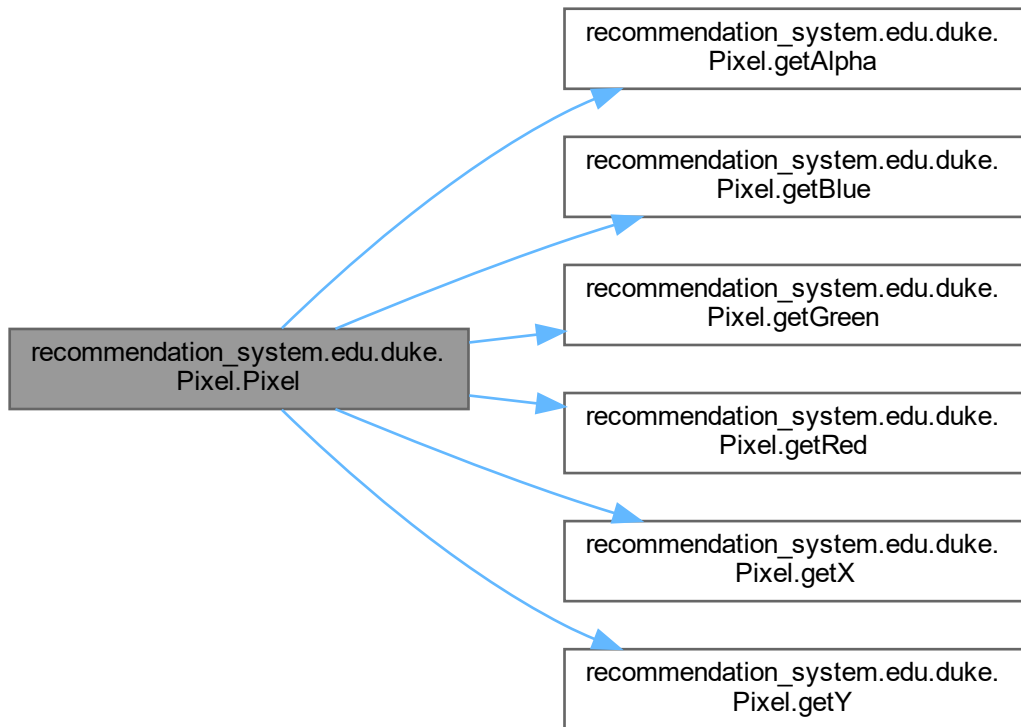 recommendation_system.edu.duke.
Pixel.getAlpha
recommendation_system.edu.duke.
Pixel.getBlue
recommendation_system.edu.duke.
Pixel.getGreen
recommendation_system.edu.duke.
Pixel.Pixel
recommendation_system.edu.duke.
Pixel.getRed
recommendation_system.edu.duke.
Pixel.getX
recommendation_system.edu.duke.
Pixel.getY